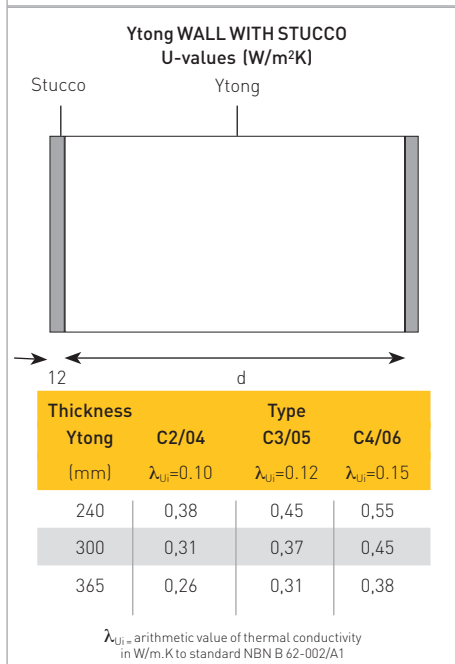 Ytong WALL WITH STUCCO
U-values (W/m²K)
Stucco Ytong
12 d
Thickness Type
Ytong C2/04 C3/05 C4/06
(mm) λUi=0.10 λUi=0.12 λUi=0.15
240 0,38 0,45 0,55
300 0,31 0,37 0,45
365 0,26 0,31 0,38
λUi = arithmetic value of thermal conductivity
in W/m.K to standard NBN B 62-002/A1